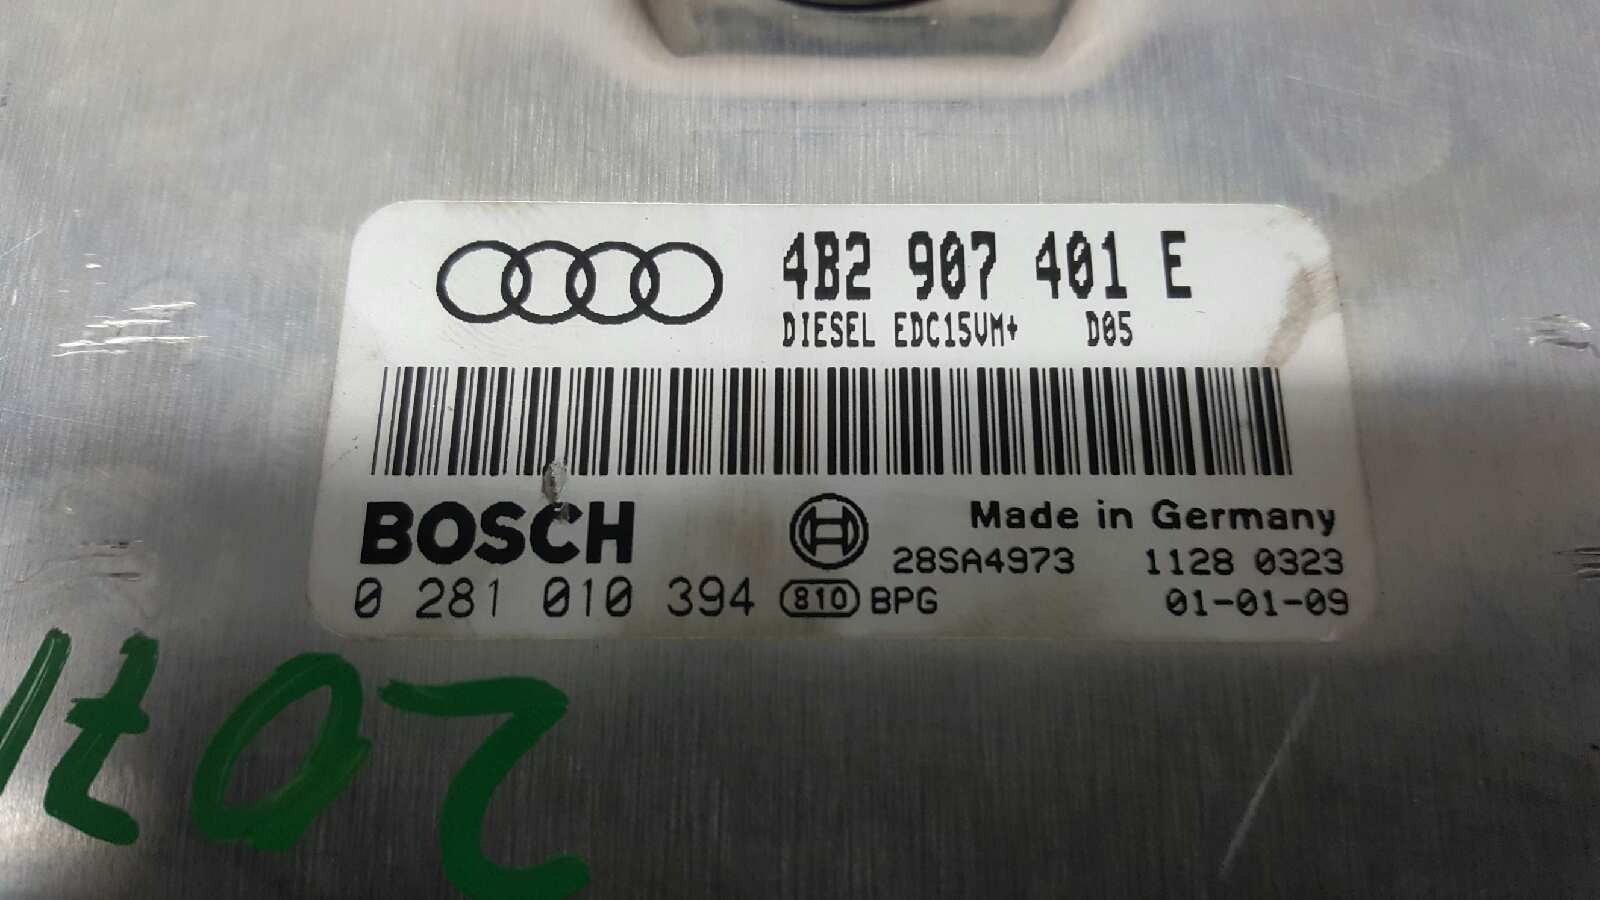 4B2 907 401 E
DIESEL EDC15VM+ D05
BOSCH
Made in Germany
28SA4973 1128 0323
0 281 010 394 810 BPG 01-01-09